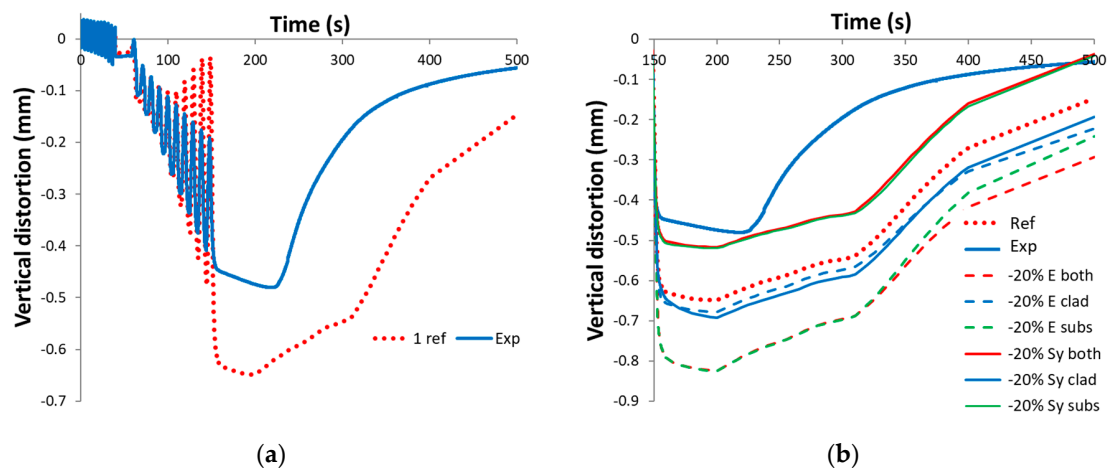 Time (s)
0
0 100 200 300 400 500
-0.1
-0.2
-0.3
-0.4
-0.5
-0.6
-0.7
Vertical distortion (mm)
1 ref Exp
(a)
Time (s)
0
150 200 250 300 350 400 450 500
-0.1
-0.2
-0.3
-0.4
-0.5
-0.6
-0.7
-0.8
-0.9
Vertical distortion (mm)
Ref
Exp
-20% E both
-20% E clad
-20% E subs
-20% Sy both
-20% Sy clad
-20% Sy subs
(b)